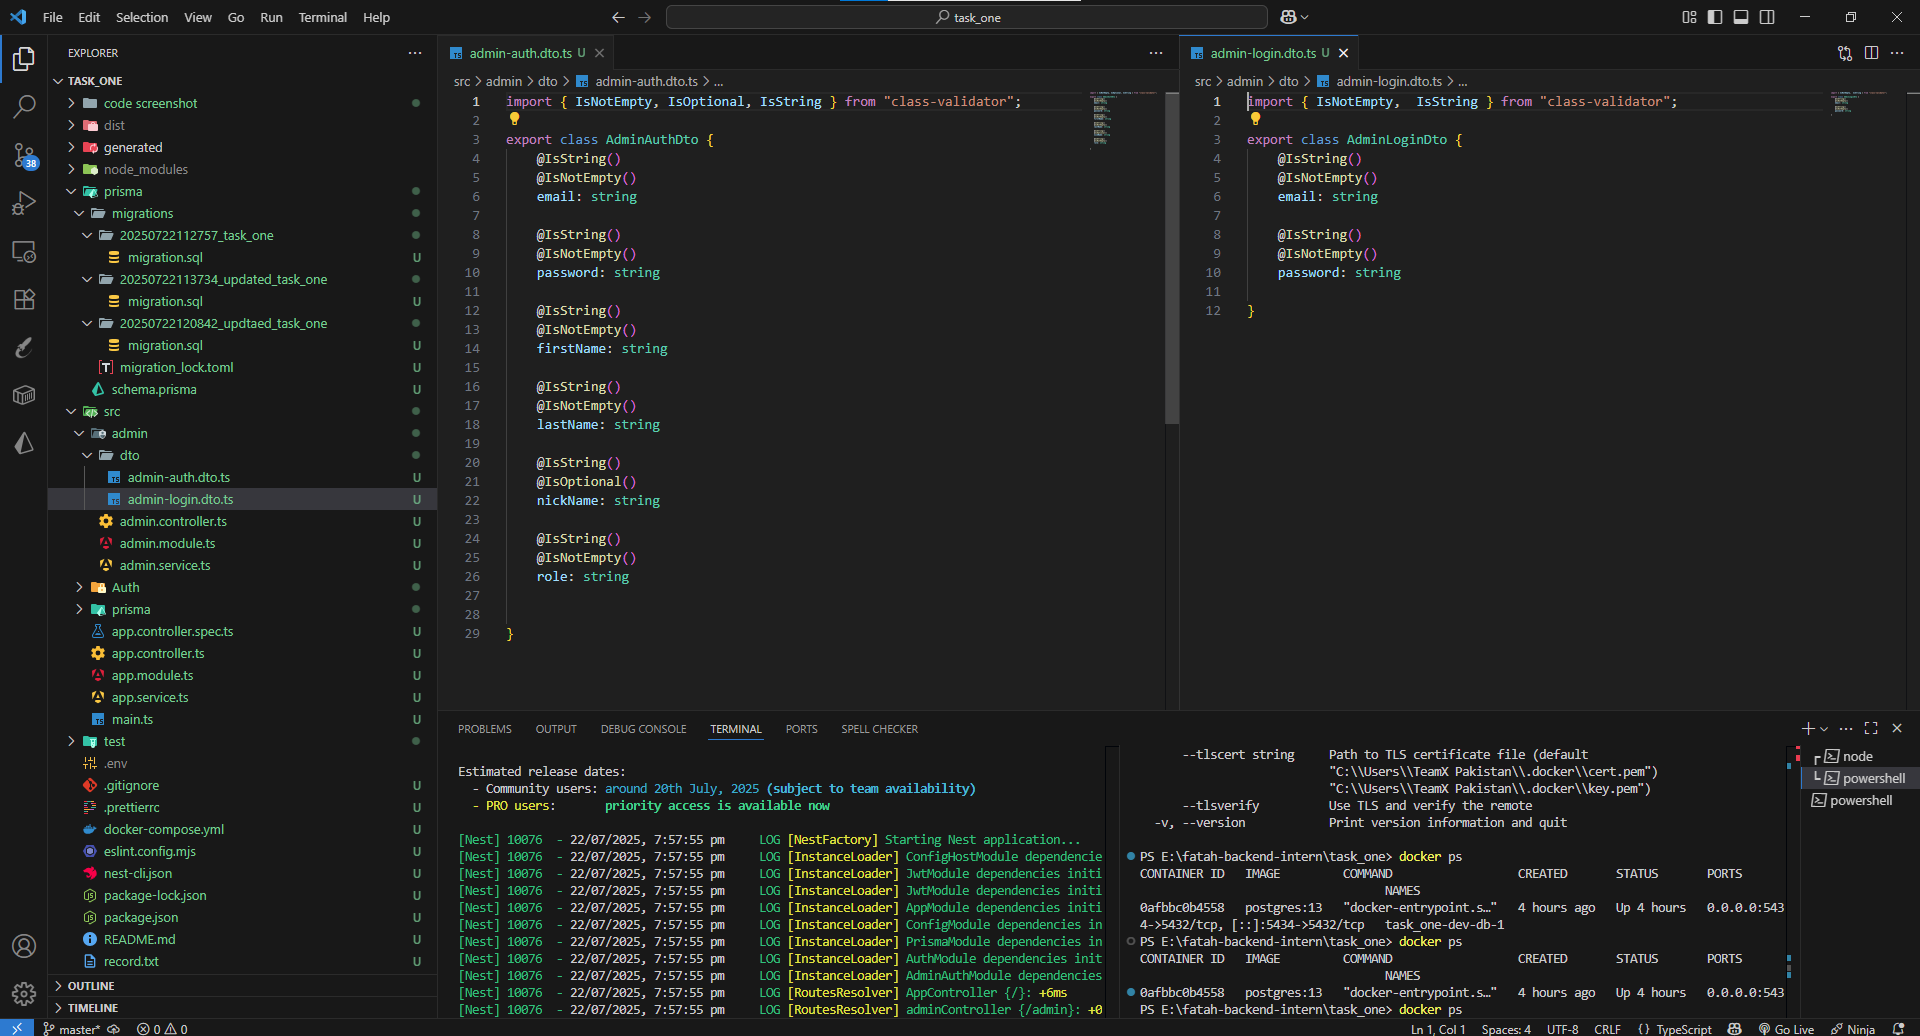 File Edit Selection View Go Run Terminal Help
task_one
EXPLORER
TASK_ONE
code screenshot
dist
generated
node_modules
prisma
migrations
20250722112757_task_one
migration.sql U
20250722113734_updated_task_one
migration.sql U
20250722120842_updtaed_task_one
migration.sql U
migration_lock.toml U
schema.prisma U
src
admin
dto
admin-auth.dto.ts U
admin-login.dto.ts U
admin.controller.ts U
admin.module.ts U
admin.service.ts U
Auth
prisma
app.controller.spec.ts U
app.controller.ts U
app.module.ts U
app.service.ts U
main.ts U
test
.env
.gitignore U
.prettierrc U
docker-compose.yml U
eslint.config.mjs U
nest-cli.json U
package-lock.json U
package.json U
README.md U
record.txt U
OUTLINE
TIMELINE
38
admin-auth.dto.ts U
src > admin > dto > admin-auth.dto.ts > ...
1 import { IsNotEmpty, IsOptional, IsString } from "class-validator";
2
3 export class AdminAuthDto {
4 @IsString()
5 @IsNotEmpty()
6 email: string
7
8 @IsString()
9 @IsNotEmpty()
10 password: string
11
12 @IsString()
13 @IsNotEmpty()
14 firstName: string
15
16 @IsString()
17 @IsNotEmpty()
18 lastName: string
19
20 @IsString()
21 @IsOptional()
22 nickName: string
23
24 @IsString()
25 @IsNotEmpty()
26 role: string
27
28
29 }
admin-login.dto.ts U
src > admin > dto > admin-login.dto.ts > ...
1 import { IsNotEmpty,  IsString } from "class-validator";
2
3 export class AdminLoginDto {
4 @IsString()
5 @IsNotEmpty()
6 email: string
7
8 @IsString()
9 @IsNotEmpty()
10 password: string
11
12 }
PROBLEMS OUTPUT DEBUG CONSOLE TERMINAL PORTS SPELL CHECKER
Estimated release dates:
- Community users: around 20th July, 2025 (subject to team availability)
- PRO users: priority access is available now
[Nest] 10076 - 22/07/2025, 7:57:55 pm LOG [NestFactory] Starting Nest application...
[Nest] 10076 - 22/07/2025, 7:57:55 pm LOG [InstanceLoader] ConfigHostModule dependencie
[Nest] 10076 - 22/07/2025, 7:57:55 pm LOG [InstanceLoader] JwtModule dependencies initi
[Nest] 10076 - 22/07/2025, 7:57:55 pm LOG [InstanceLoader] JwtModule dependencies initi
[Nest] 10076 - 22/07/2025, 7:57:55 pm LOG [InstanceLoader] AppModule dependencies initi
[Nest] 10076 - 22/07/2025, 7:57:55 pm LOG [InstanceLoader] ConfigModule dependencies in
[Nest] 10076 - 22/07/2025, 7:57:55 pm LOG [InstanceLoader] PrismaModule dependencies in
[Nest] 10076 - 22/07/2025, 7:57:55 pm LOG [InstanceLoader] AuthModule dependencies init
[Nest] 10076 - 22/07/2025, 7:57:55 pm LOG [InstanceLoader] AdminAuthModule dependencies
[Nest] 10076 - 22/07/2025, 7:57:55 pm LOG [RoutesResolver] AppController {/}: +6ms
[Nest] 10076 - 22/07/2025, 7:57:55 pm LOG [RoutesResolver] adminController {/admin}: +0
--tlscert string Path to TLS certificate file (default
"C:\\Users\\TeamX Pakistan\\.docker\\cert.pem")
"C:\\Users\\TeamX Pakistan\\.docker\\key.pem")
--tlsverify Use TLS and verify the remote
-v, --version Print version information and quit
PS E:\fatah-backend-intern\task_one> docker ps
CONTAINER ID IMAGE COMMAND CREATED STATUS PORTS
NAMES
0afbbc0b4558 postgres:13 "docker-entrypoint.s…" 4 hours ago Up 4 hours 0.0.0.0:543
4->5432/tcp, [::]:5434->5432/tcp task_one-dev-db-1
PS E:\fatah-backend-intern\task_one> docker ps
CONTAINER ID IMAGE COMMAND CREATED STATUS PORTS
NAMES
0afbbc0b4558 postgres:13 "docker-entrypoint.s…" 4 hours ago Up 4 hours 0.0.0.0:543
PS E:\fatah-backend-intern\task_one> docker ps
node
powershell
powershell
master* 0 0 Ln 1, Col 1 Spaces: 4 UTF-8 CRLF {} TypeScript Go Live Ninja